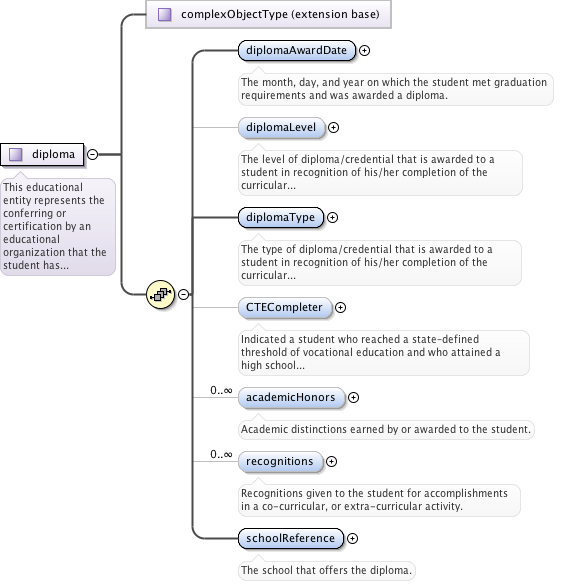 complexObjectType (extension base)
diplomaAwardDate
The month, day, and year on which the student met graduation
requirements and was awarded a diploma.
diplomaLevel
The level of diploma/credential that is awarded to a
student in recognition of his/her completion of the
curricular...
diploma
This educational
entity represents the
conferring or
certification by an
educational
organization that the
student has...
diplomaType
The type of diploma/credential that is awarded to a
student in recognition of his/her completion of the
curricular...
CTECompleter
Indicated a student who reached a state-defined
threshold of vocational education and who attained a
high school...
0..∞
academicHonors
Academic distinctions earned by or awarded to the student.
0..∞
recognitions
Recognitions given to the student for accomplishments
in a co-curricular, or extra-curricular activity.
schoolReference
The school that offers the diploma.